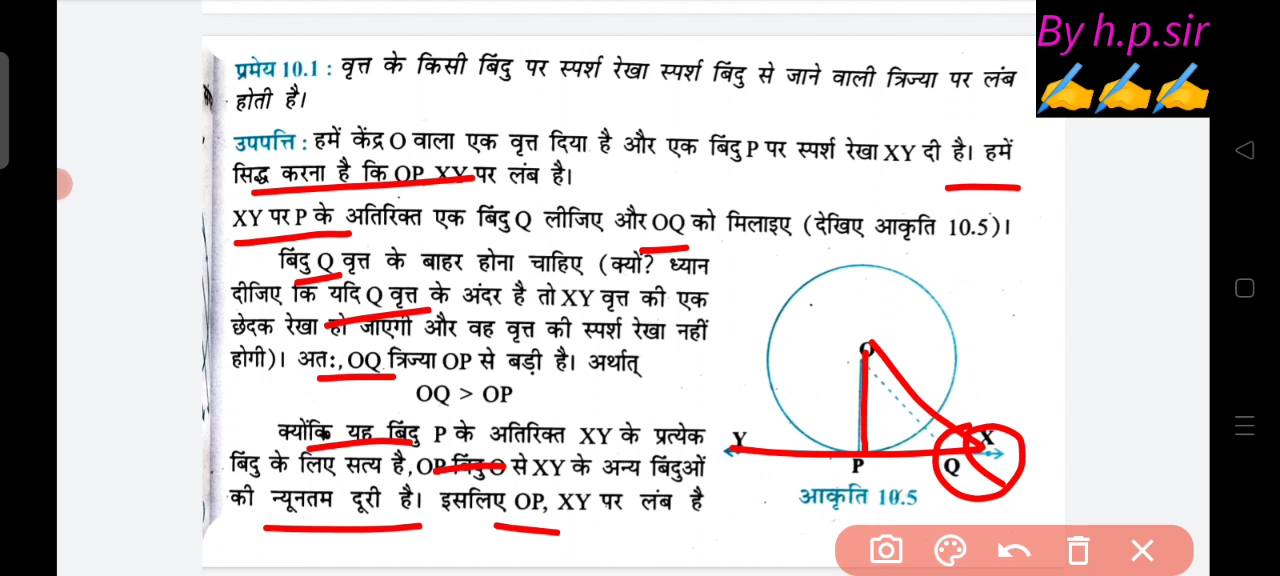 By h.p.sir
प्रमेय 10.1 : वृत्त के किसी बिंदु पर स्पर्श रेखा स्पर्श बिंदु से जाने वाली त्रिज्या पर लंब
होती है।
उपपत्ति : हमें केंद्र O वाला एक वृत्त दिया है और एक बिंदु P पर स्पर्श रेखा XY दी है। हमें
सिद्ध करना है कि OP, XY पर लंब है।
XY पर P के अतिरिक्त एक बिंदु Q लीजिए और OQ को मिलाइए (देखिए आकृति 10.5)।
बिंदु Q वृत्त के बाहर होना चाहिए (क्यों? ध्यान
दीजिए कि यदि Q वृत्त के अंदर है तो XY वृत्त की एक
छेदक रेखा हो जाएगी और वह वृत्त की स्पर्श रेखा नहीं
होगी)। अतः, OQ त्रिज्या OP से बड़ी है। अर्थात्
OQ > OP
क्योंकि यह बिंदु P के अतिरिक्त XY के प्रत्येक
बिंदु के लिए सत्य है, OP बिंदु O से XY के अन्य बिंदुओं
की न्यूनतम दूरी है। इसलिए OP, XY पर लंब है
O
Y
X
P
Q
आकृति 10.5